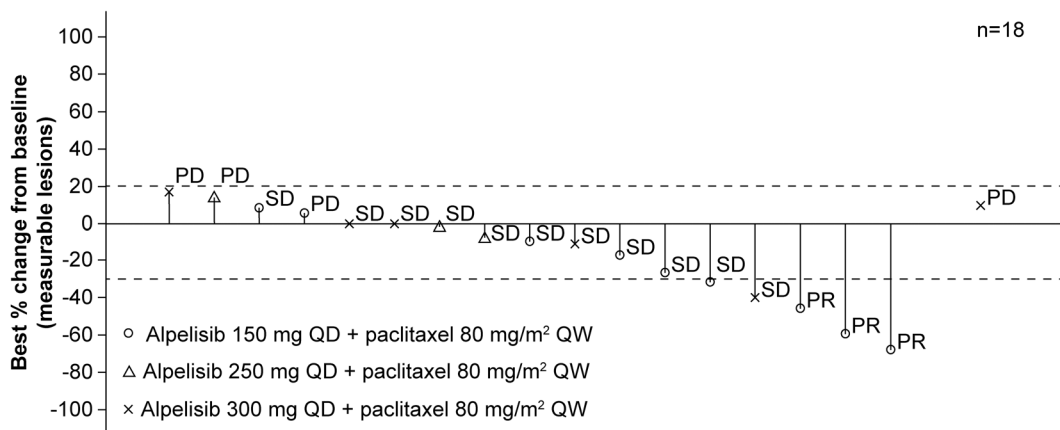 n=18
Best % change from baseline
(measurable lesions)
100
80
60
40
20
0
-20
-40
-60
-80
-100
PD
PD
SD
PD
SD
SD
SD
SD
SD
SD
SD
SD
SD
SD
PR
PR
PR
PD
Alpelisib 150 mg QD + paclitaxel 80 mg/m² QW
Alpelisib 250 mg QD + paclitaxel 80 mg/m² QW
Alpelisib 300 mg QD + paclitaxel 80 mg/m² QW